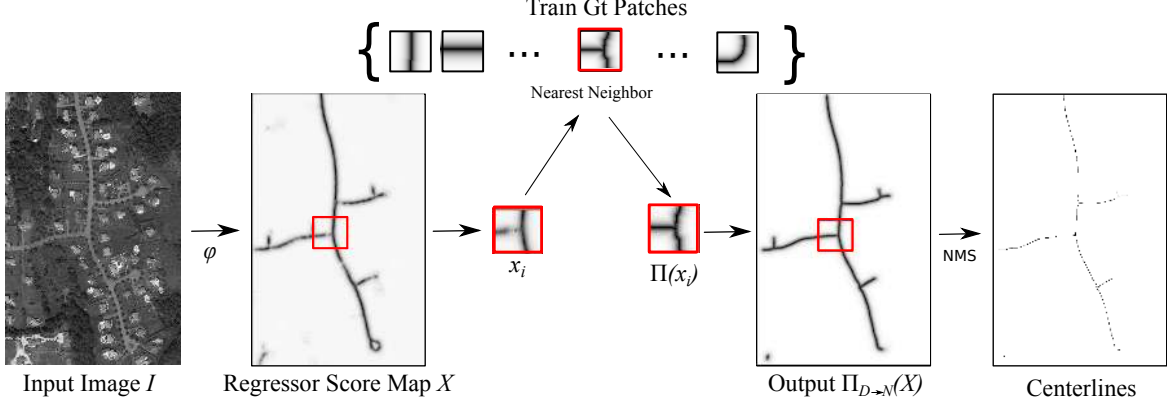 Train Gt Patches
{ ... ... }
Nearest Neighbor
φ
x_i
Π(x_i)
NMS
Input Image I
Regressor Score Map X
Output Π_{D→N}(X)
Centerlines